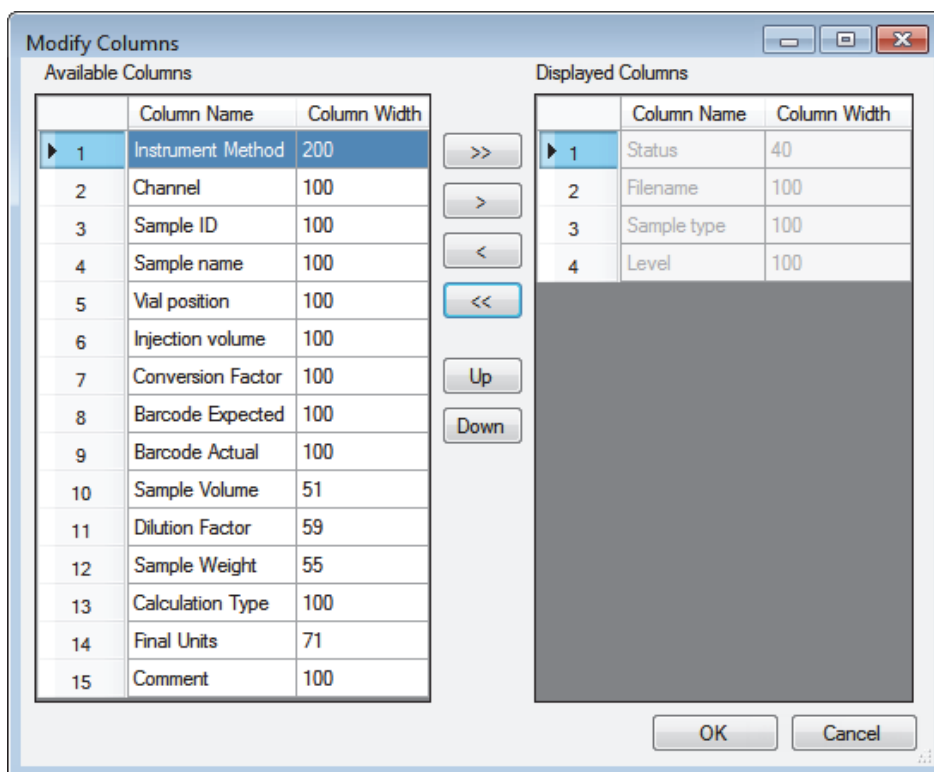 Modify Columns
Available Columns
Column Name Column Width
1 Instrument Method 200
2 Channel 100
3 Sample ID 100
4 Sample name 100
5 Vial position 100
6 Injection volume 100
7 Conversion Factor 100
8 Barcode Expected 100
9 Barcode Actual 100
10 Sample Volume 51
11 Dilution Factor 59
12 Sample Weight 55
13 Calculation Type 100
14 Final Units 71
15 Comment 100
>>
>
<
<<
Up
Down
Displayed Columns
Column Name Column Width
1 Status 40
2 Filename 100
3 Sample type 100
4 Level 100
OK Cancel